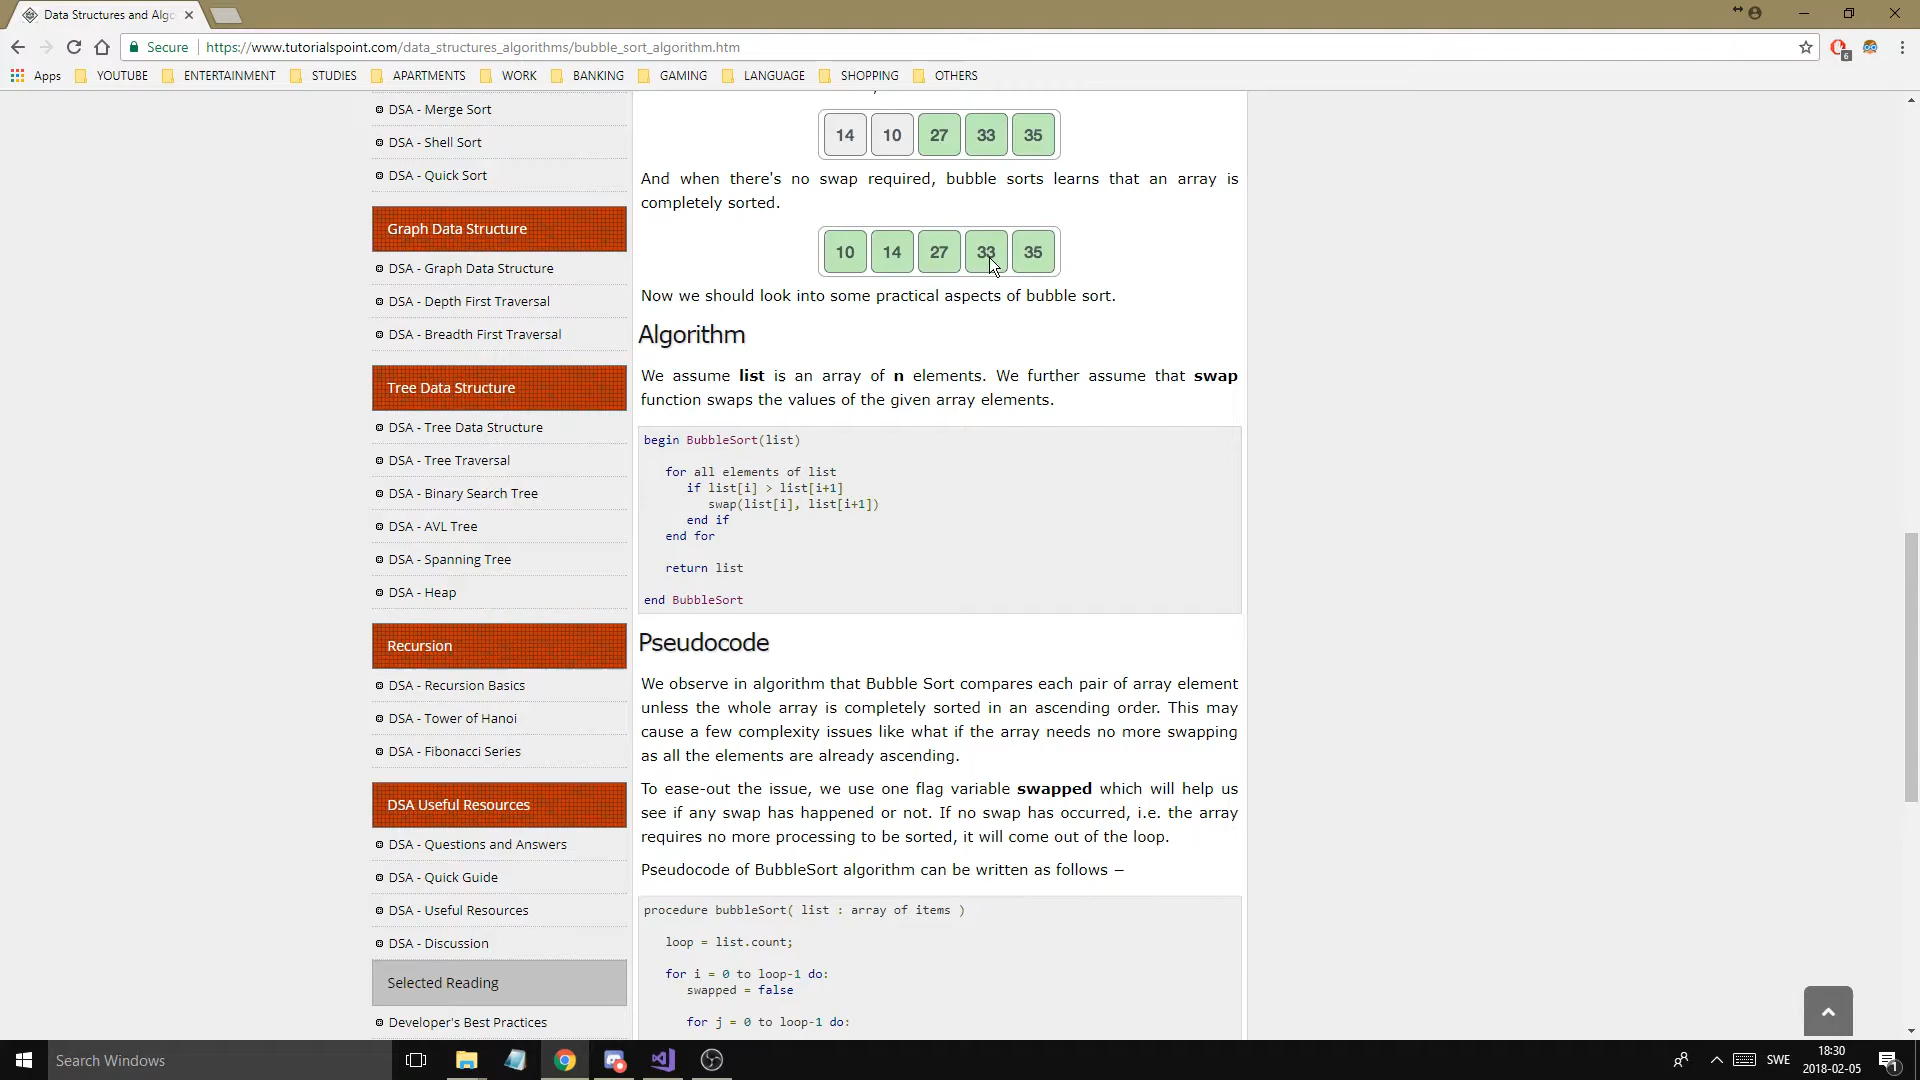 Data Structures and Algo
Secure
https://www.tutorialspoint.com/data_structures_algorithms/bubble_sort_algorithm.htm
6
Apps
YOUTUBE
ENTERTAINMENT
STUDIES
APARTMENTS
WORK
BANKING
GAMING
LANGUAGE
SHOPPING
OTHERS
DSA - Merge Sort
DSA - Shell Sort
DSA - Quick Sort
Graph Data Structure
DSA - Graph Data Structure
DSA - Depth First Traversal
DSA - Breadth First Traversal
Tree Data Structure
DSA - Tree Data Structure
DSA - Tree Traversal
DSA - Binary Search Tree
DSA - AVL Tree
DSA - Spanning Tree
DSA - Heap
Recursion
DSA - Recursion Basics
DSA - Tower of Hanoi
DSA - Fibonacci Series
DSA Useful Resources
DSA - Questions and Answers
DSA - Quick Guide
DSA - Useful Resources
DSA - Discussion
Selected Reading
Developer's Best Practices
14 10 27 33 35
And when there's no swap required, bubble sorts learns that an array is
completely sorted.
10 14 27 33 35
Now we should look into some practical aspects of bubble sort.
Algorithm
We assume list is an array of n elements. We further assume that swap
function swaps the values of the given array elements.
begin BubbleSort(list)
for all elements of list
if list[i] > list[i+1]
swap(list[i], list[i+1])
end if
end for
return list
end BubbleSort
Pseudocode
We observe in algorithm that Bubble Sort compares each pair of array element
unless the whole array is completely sorted in an ascending order. This may
cause a few complexity issues like what if the array needs no more swapping
as all the elements are already ascending.
To ease-out the issue, we use one flag variable swapped which will help us
see if any swap has happened or not. If no swap has occurred, i.e. the array
requires no more processing to be sorted, it will come out of the loop.
Pseudocode of BubbleSort algorithm can be written as follows −
procedure bubbleSort( list : array of items )
loop = list.count;
for i = 0 to loop-1 do:
swapped = false
for j = 0 to loop-1 do:
Search Windows
SWE
18:30
2018-02-05
1